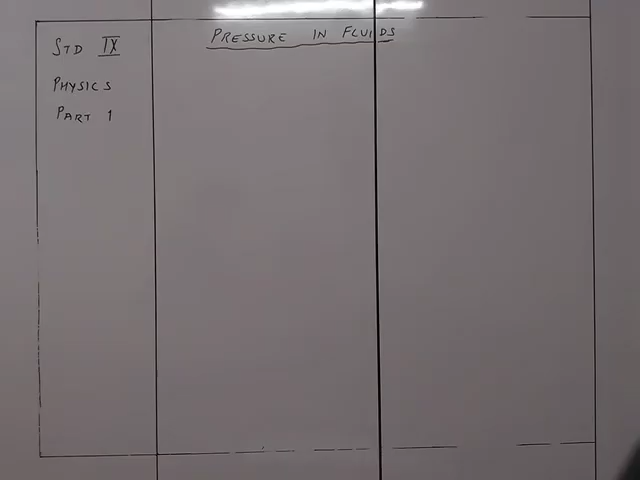 PRESSURE IN FLUIDS
STD IX
PHYSICS
PART 1